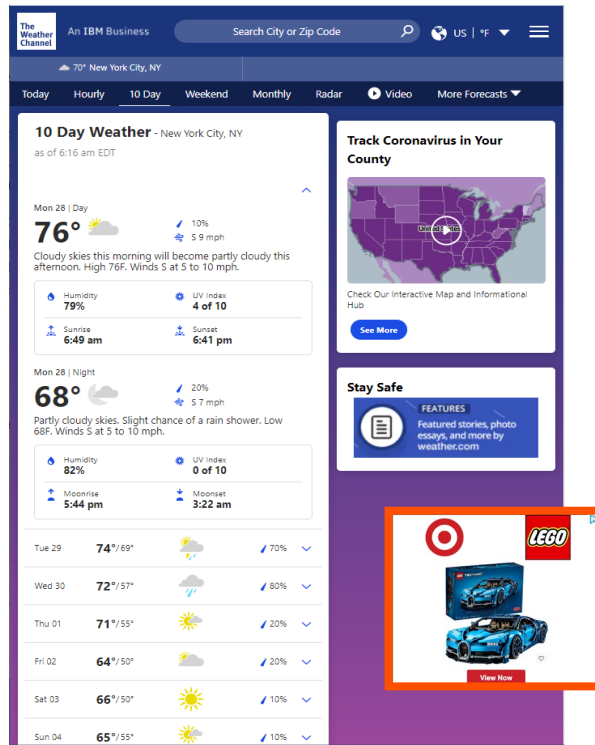 The
Weather
Channel
An IBM Business
Search City or Zip Code
US | °F
70° New York City, NY
Today Hourly 10 Day Weekend Monthly Radar Video More Forecasts
10 Day Weather - New York City, NY
as of 6:16 am EDT
Mon 28 | Day
76°
10%
S 9 mph
Cloudy skies this morning will become partly cloudy this
afternoon. High 76F. Winds S at 5 to 10 mph.
Humidity
79%
UV Index
4 of 10
Sunrise
6:49 am
Sunset
6:41 pm
Mon 28 | Night
68°
20%
S 7 mph
Partly cloudy skies. Slight chance of a rain shower. Low
68F. Winds S at 5 to 10 mph.
Humidity
82%
UV Index
0 of 10
Moonrise
5:44 pm
Moonset
3:22 am
Tue 29 74°/69° 70%
Wed 30 72°/57° 80%
Thu 01 71°/55° 20%
Fri 02 64°/50° 20%
Sat 03 66°/50° 10%
Sun 04 65°/55° 10%
Track Coronavirus in Your
County
United States
Check Our Interactive Map and Informational
Hub
See More
Stay Safe
FEATURES
Featured stories, photo
essays, and more by
weather.com
LEGO
View Now